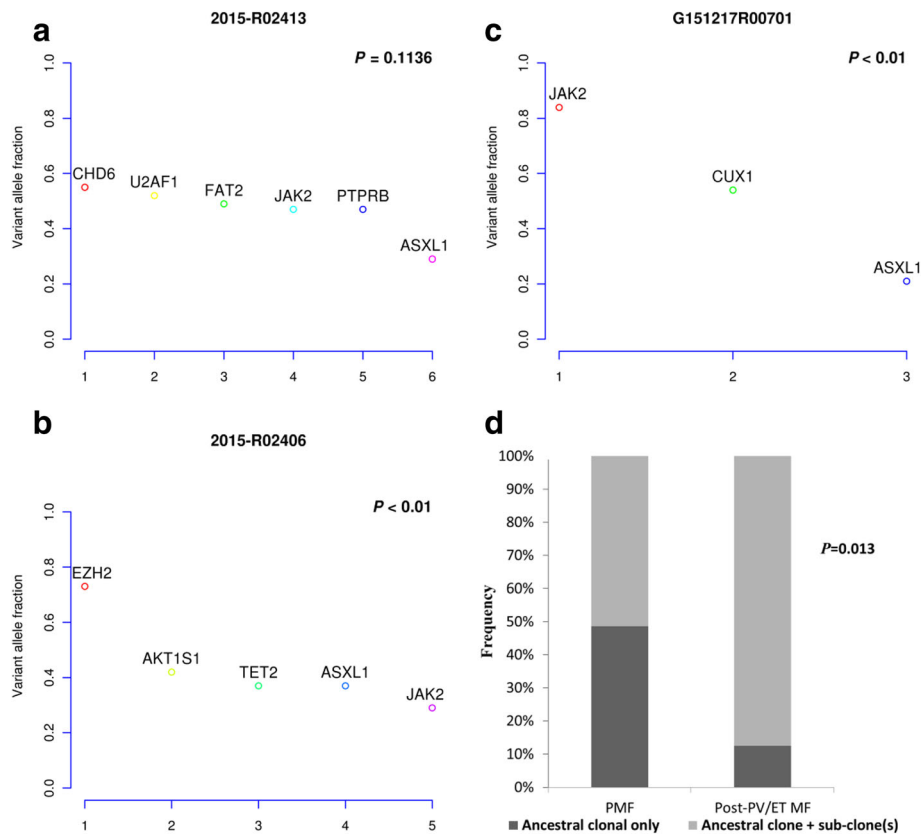 a
2015-R02413
P = 0.1136
Variant allele fraction
1.0
0.8
0.6
0.4
0.2
0.0
CHD6
U2AF1
FAT2
JAK2
PTPRB
ASXL1
1 2 3 4 5 6
b
2015-R02406
P < 0.01
Variant allele fraction
1.0
0.8
0.6
0.4
0.2
0.0
EZH2
AKT1S1
TET2
ASXL1
JAK2
1 2 3 4 5
c
G151217R00701
P < 0.01
Variant allele fraction
1.0
0.8
0.6
0.4
0.2
0.0
JAK2
CUX1
ASXL1
1 2 3
d
Frequency
100%
90%
80%
70%
60%
50%
40%
30%
20%
10%
0%
P=0.013
PMF Post-PV/ET MF
Ancestral clonal only Ancestral clone + sub-clone(s)